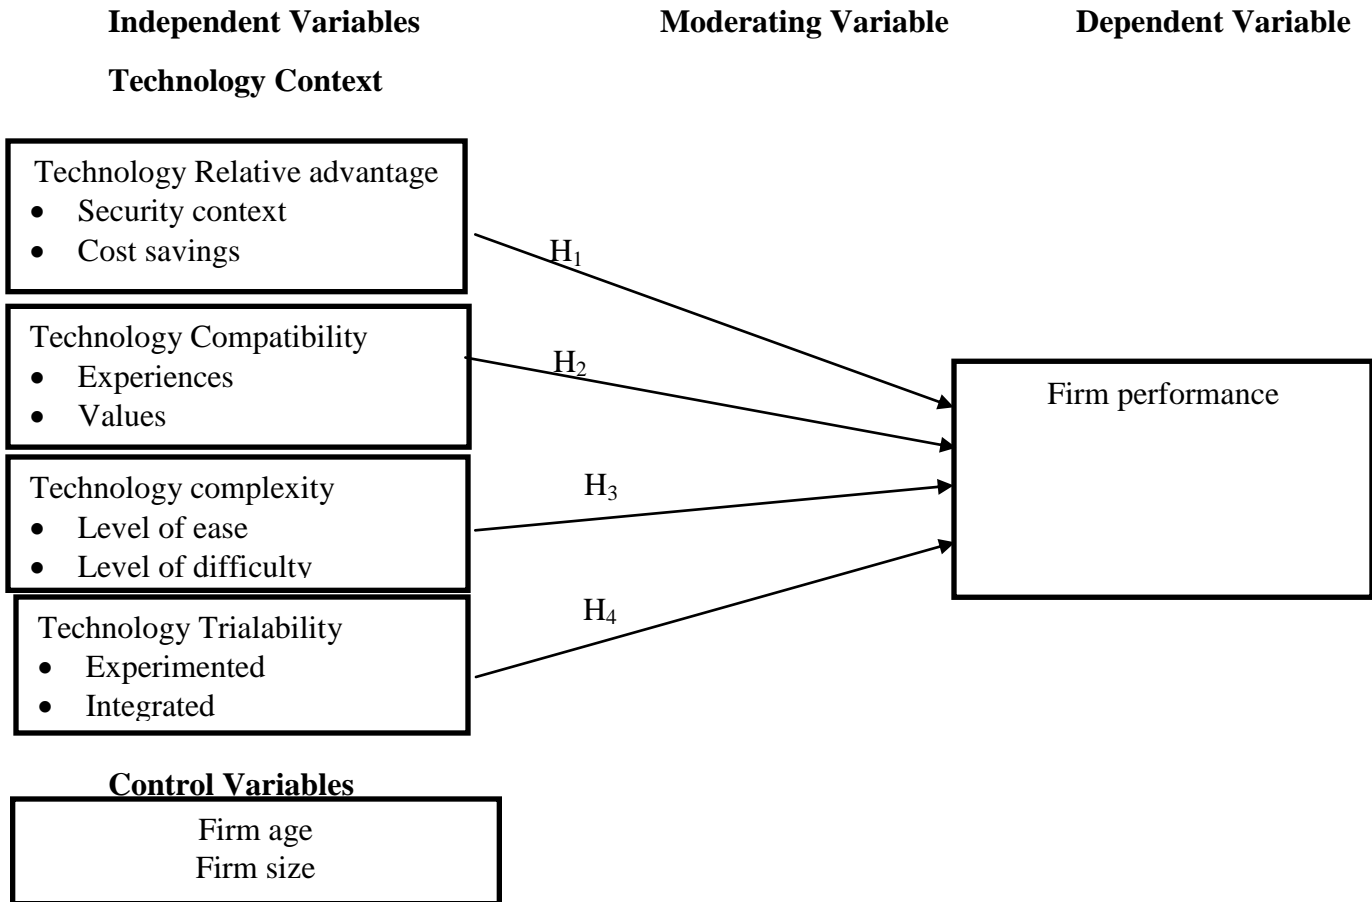 Independent Variables Moderating Variable Dependent Variable
Technology Context
Technology Relative advantage
• Security context
• Cost savings
H₁
Technology Compatibility
• Experiences
• Values
H₂
Technology complexity
• Level of ease
• Level of difficulty
H₃
Technology Trialability
• Experimented
• Integrated
H₄
Firm performance
Control Variables
Firm age
Firm size